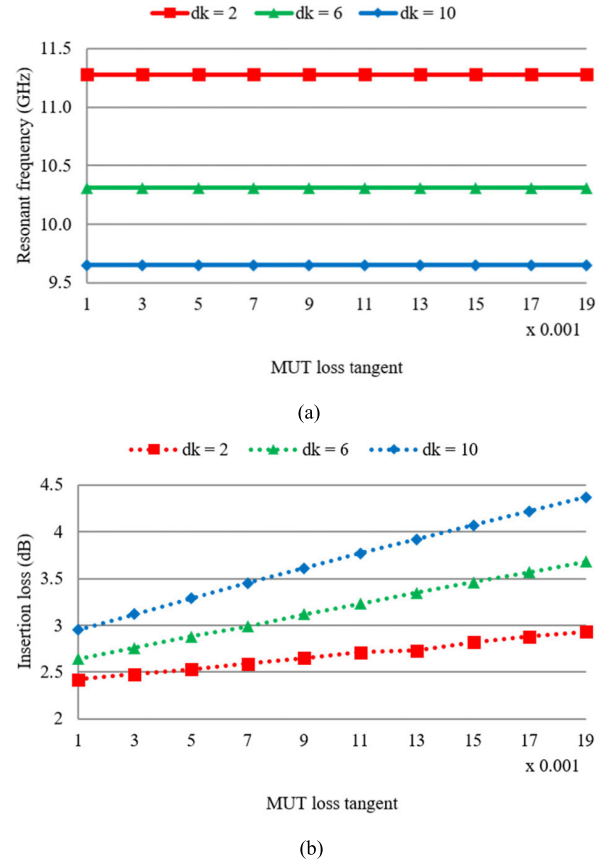 dk = 2 dk = 6 dk = 10
11.5
11.0
10.5
10.0
9.5
Resonant frequency (GHz)
1 3 5 7 9 11 13 15 17 19
x 0.001
MUT loss tangent
(a)
dk = 2 dk = 6 dk = 10
4.5
4
3.5
3
2.5
2
Insertion loss (dB)
1 3 5 7 9 11 13 15 17 19
x 0.001
MUT loss tangent
(b)